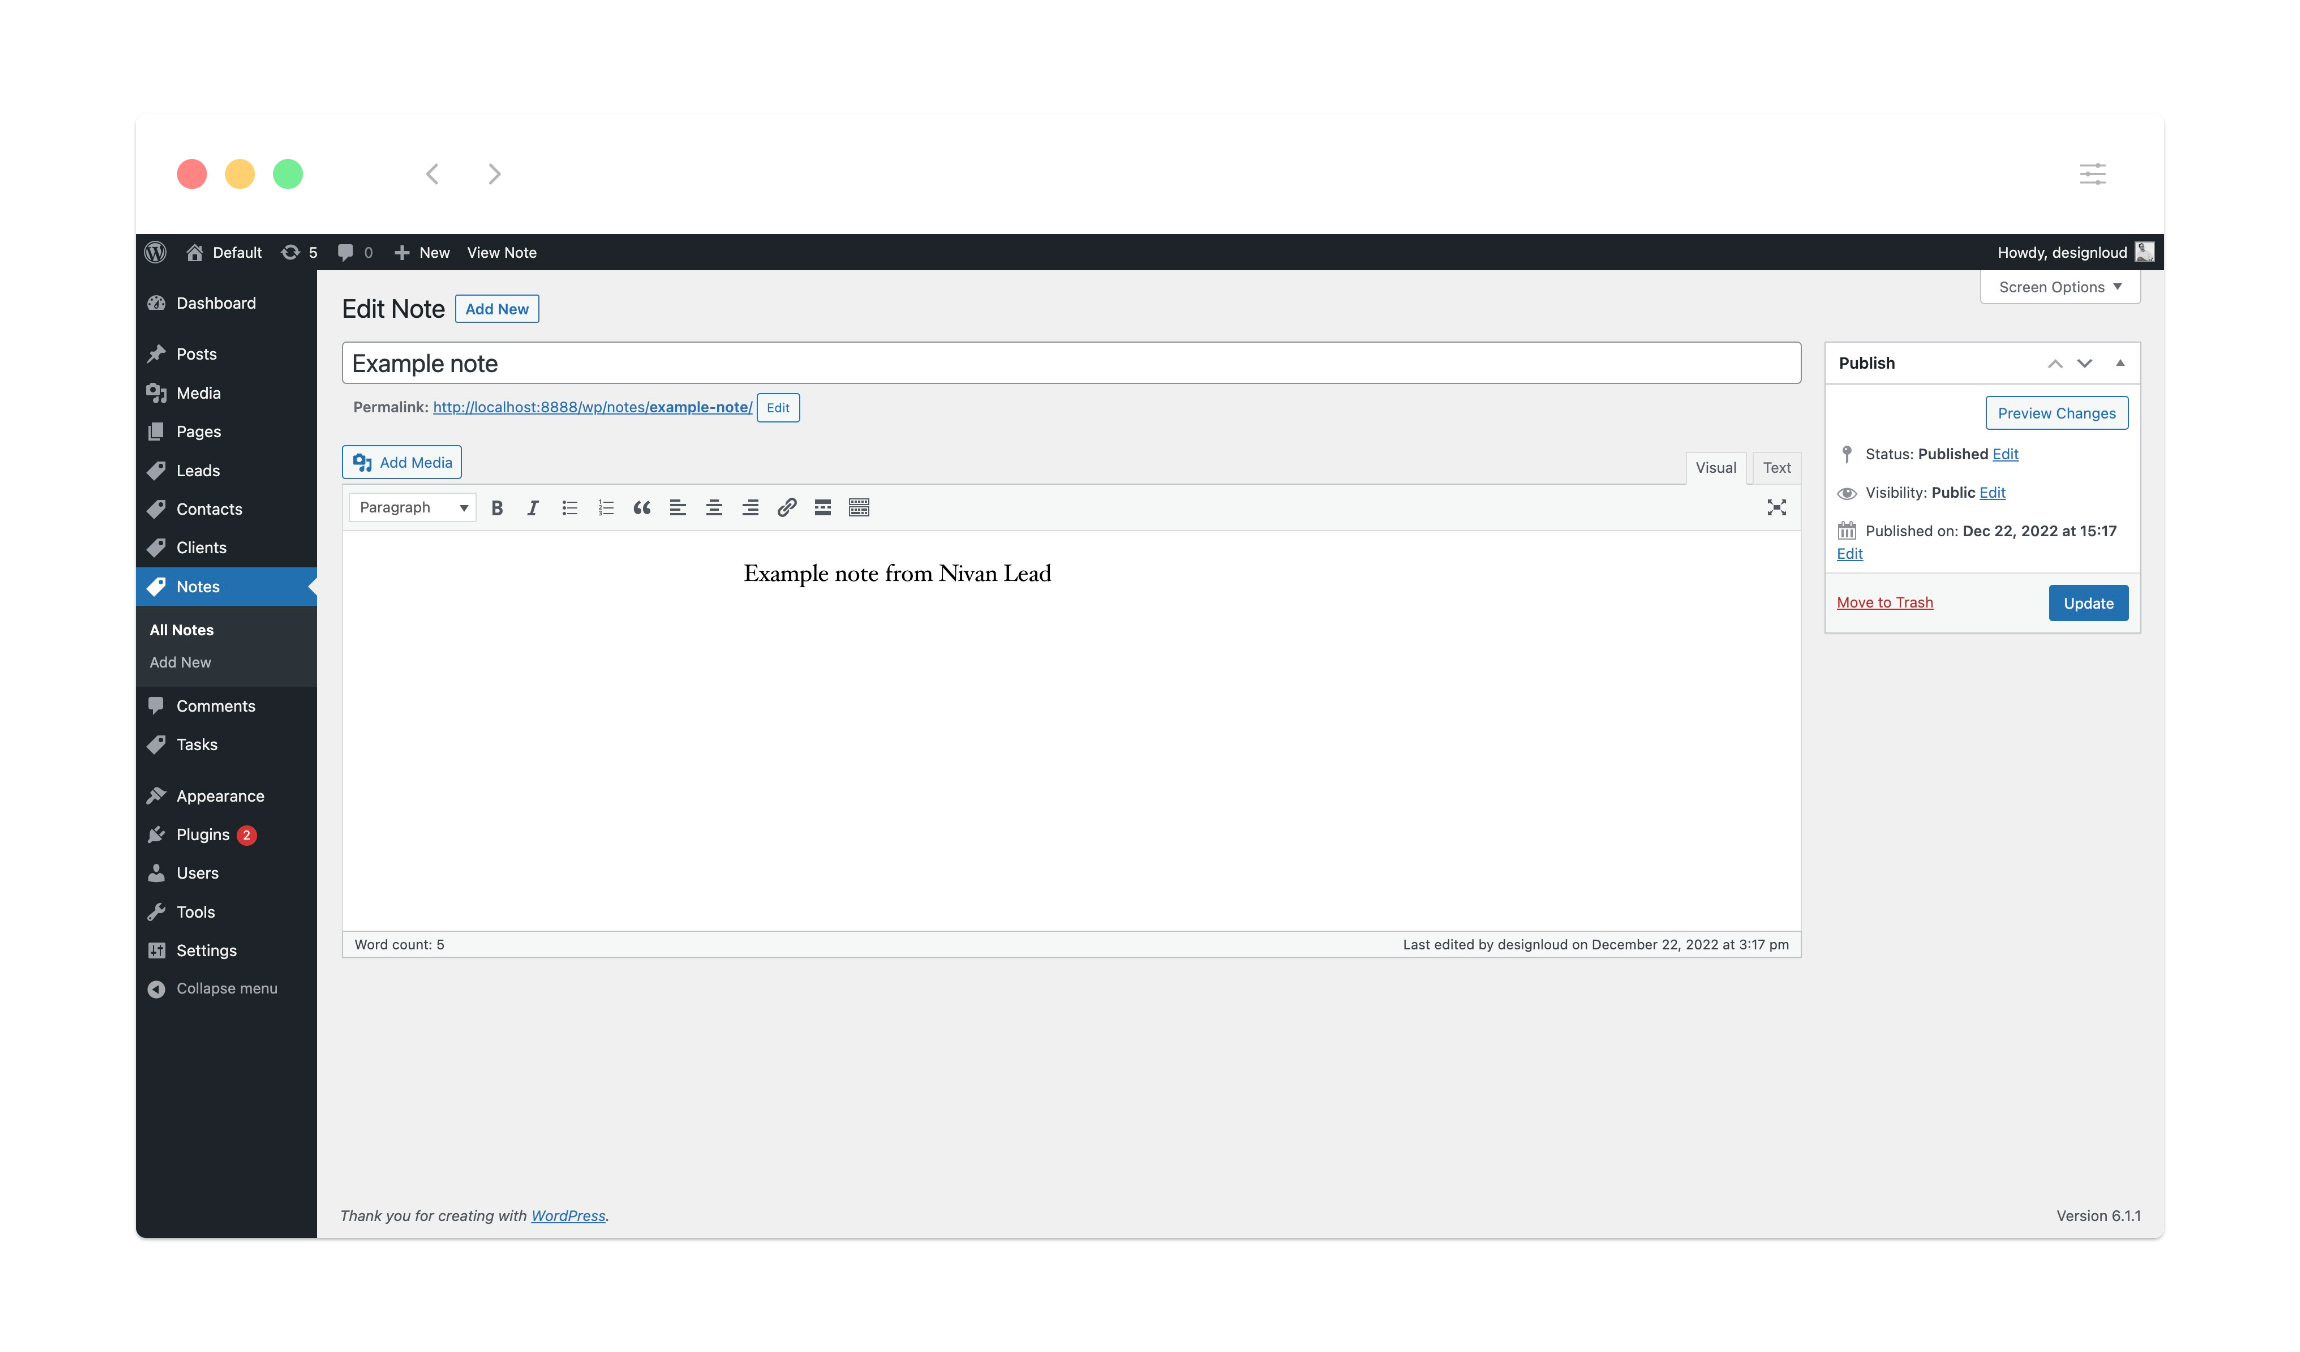 Default 5 0 New View Note Howdy, designloud
Dashboard
Posts
Media
Pages
Leads
Contacts
Clients
Notes
All Notes
Add New
Comments
Tasks
Appearance
Plugins 2
Users
Tools
Settings
Collapse menu
Screen Options
Edit Note Add New
Example note
Permalink: http://localhost:8888/wp/notes/example-note/ Edit
Add Media
Visual Text
Paragraph
Example note from Nivan Lead
Word count: 5 Last edited by designloud on December 22, 2022 at 3:17 pm
Publish
Preview Changes
Status: Published Edit
Visibility: Public Edit
Published on: Dec 22, 2022 at 15:17
Edit
Move to Trash Update
Thank you for creating with WordPress. Version 6.1.1